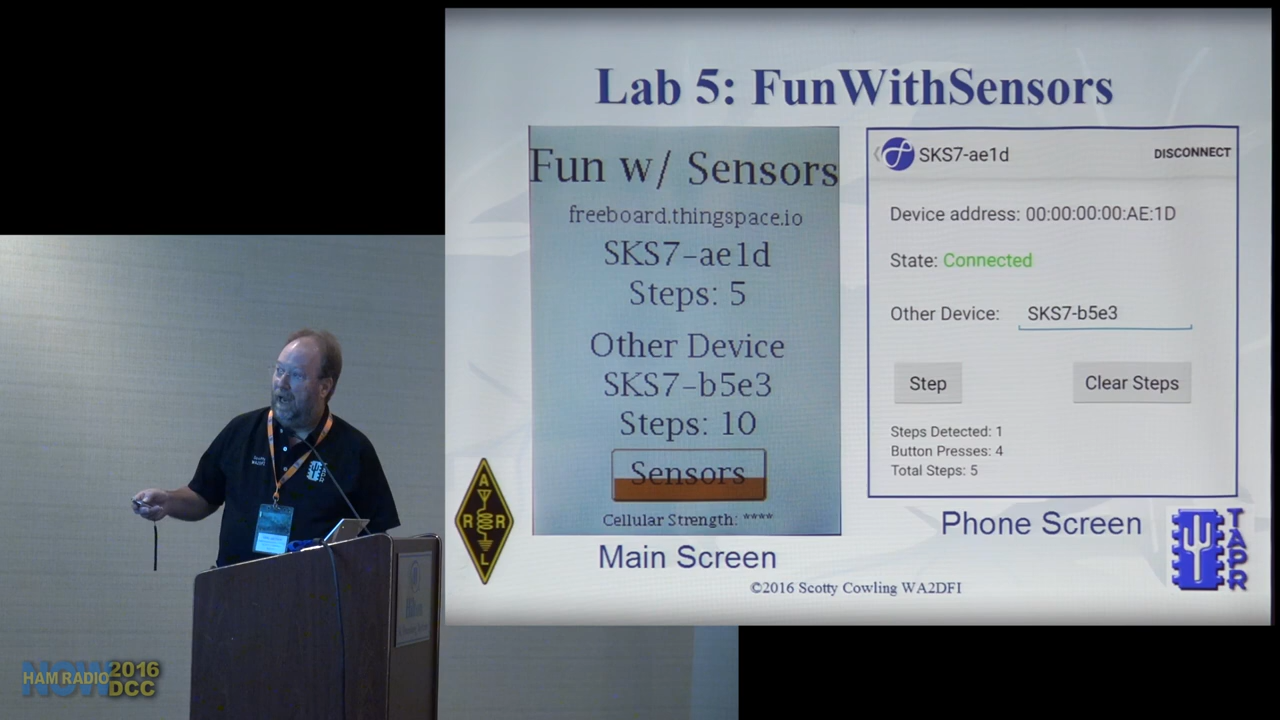 Lab 5: FunWithSensors
Fun w/ Sensors
freeboard.thingspace.io
SKS7-ae1d
Steps: 5
Other Device
SKS7-b5e3
Steps: 10
Sensors
Cellular Strength: ****
Main Screen
SKS7-ae1d
DISCONNECT
Device address: 00:00:00:00:AE:1D
State: Connected
Other Device: SKS7-b5e3
Step
Clear Steps
Steps Detected: 1
Button Presses: 4
Total Steps: 5
Phone Screen
©2016 Scotty Cowling WA2DFI
ARRL
TAPR
HAM RADIO
NOW
2016
DCC